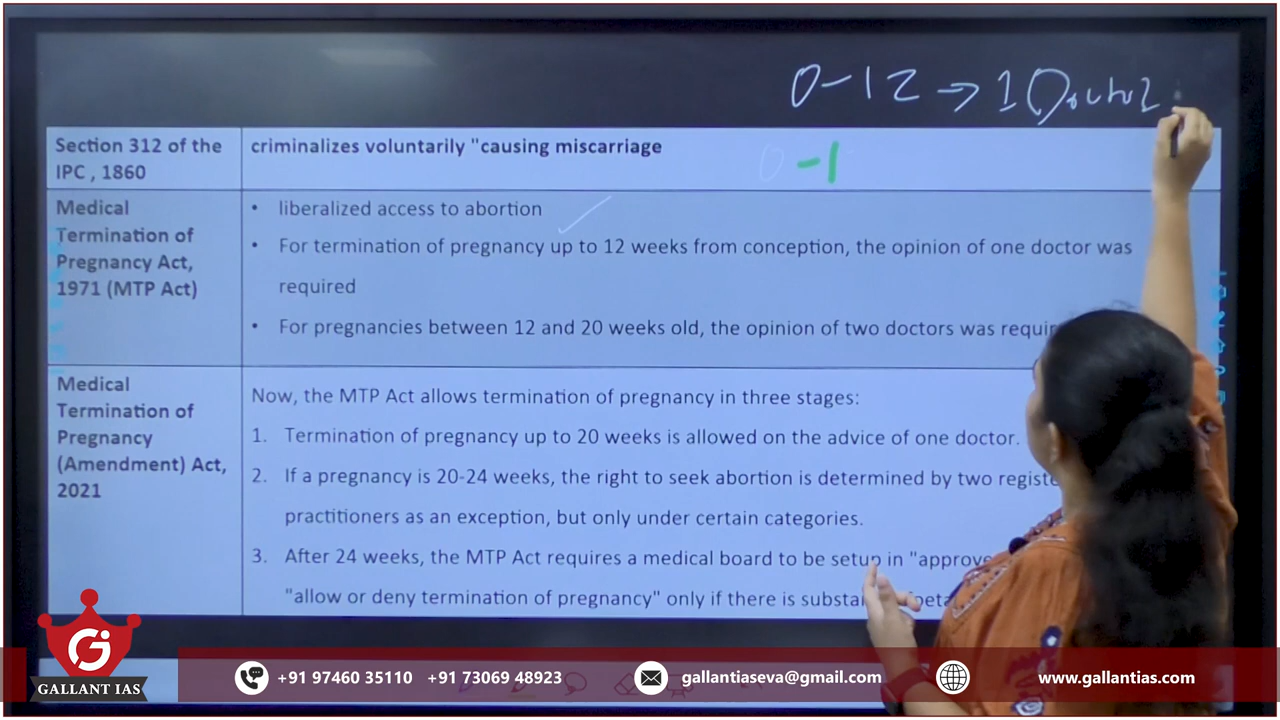 0-12 → 1 Doctor
Section 312 of the
IPC , 1860
criminalizes voluntarily "causing miscarriage
0-1
Medical
Termination of
Pregnancy Act,
1971 (MTP Act)
• liberalized access to abortion
• For termination of pregnancy up to 12 weeks from conception, the opinion of one doctor was
required
• For pregnancies between 12 and 20 weeks old, the opinion of two doctors was
Medical
Termination of
Pregnancy
(Amendment) Act,
2021
Now, the MTP Act allows termination of pregnancy in three stages:
1. Termination of pregnancy up to 20 weeks is allowed on the advice of one doctor.
2. If a pregnancy is 20-24 weeks, the right to seek abortion is determined by two
practitioners as an exception, but only under certain categories.
3. After 24 weeks, the MTP Act requires a medical board to be setup in
"allow or deny termination of pregnancy" only if there is
Gi
GALLANT IAS
+91 97460 35110 +91 73069 48923
gallantiaseva@gmail.com
www.gallantias.com